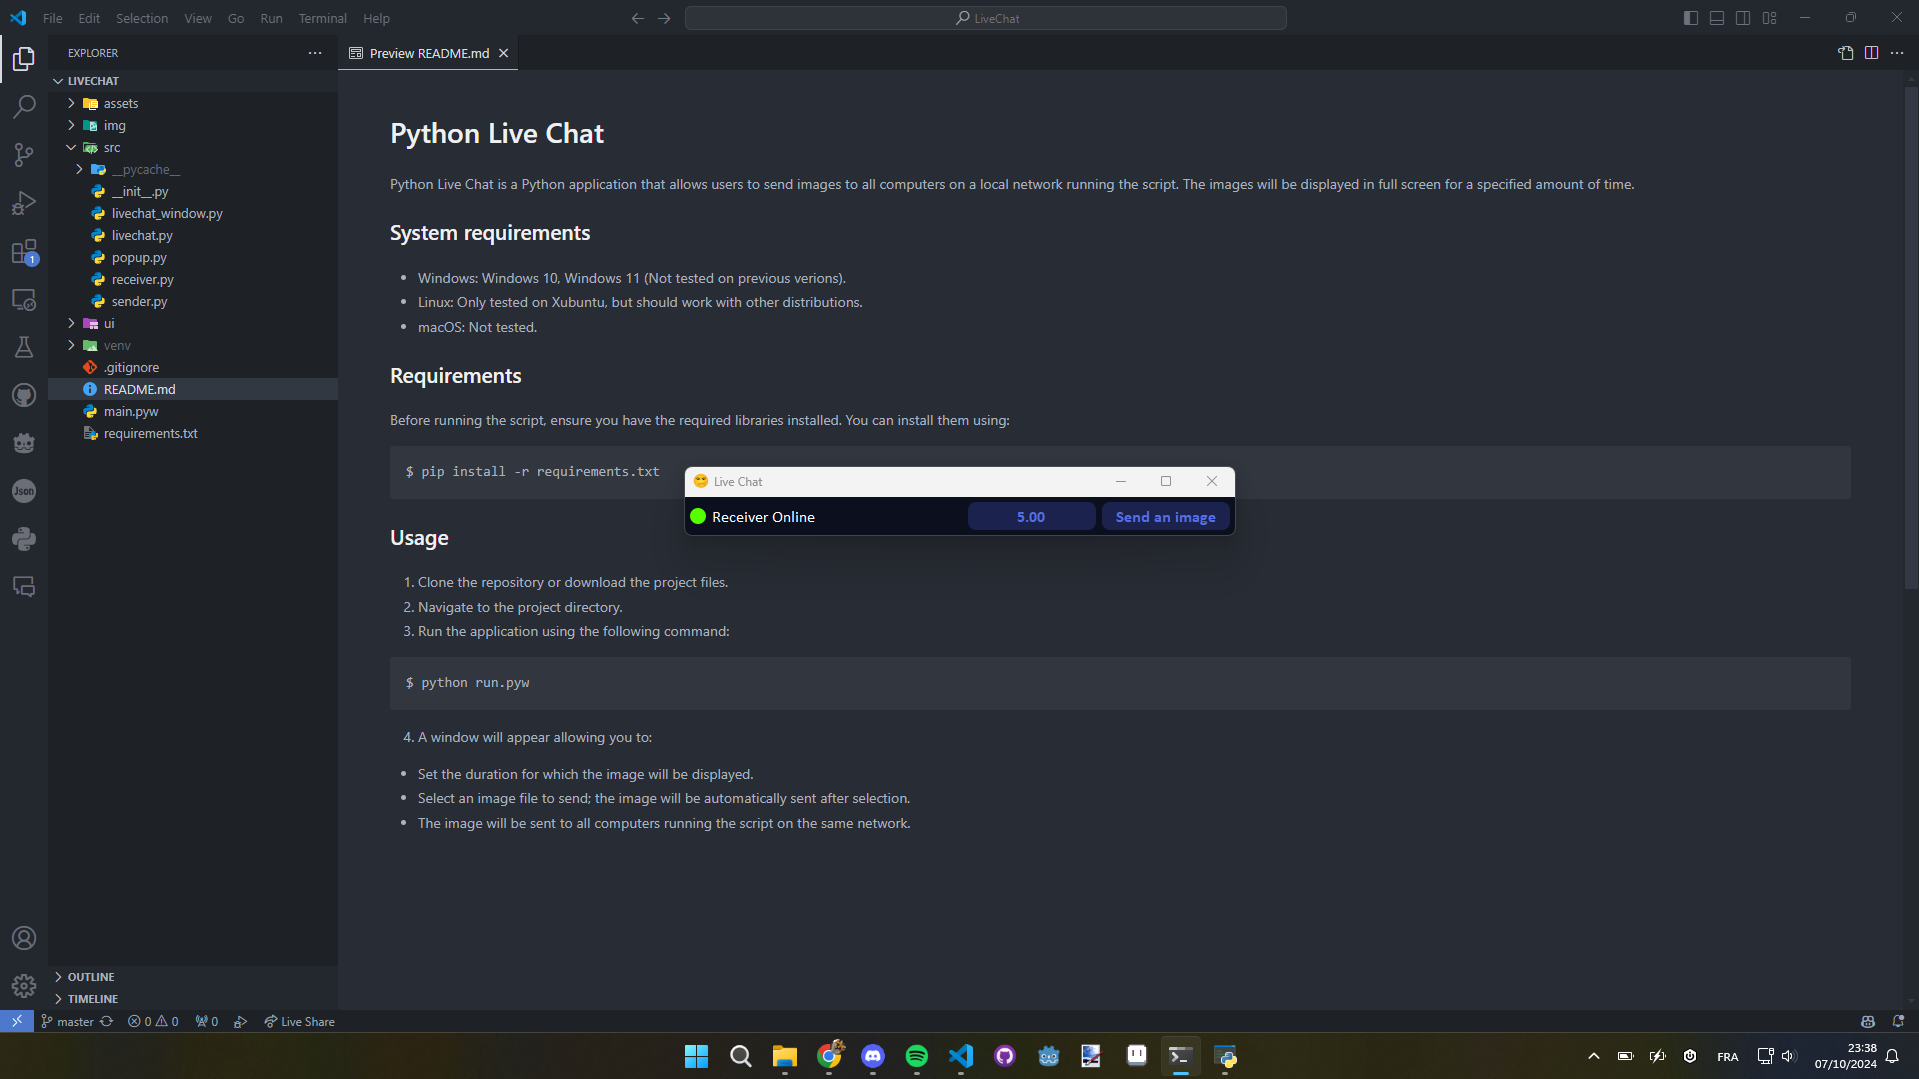 File Edit Selection View Go Run Terminal Help
LiveChat
EXPLORER
LIVECHAT
assets
img
src
__pycache__
__init__.py
livechat_window.py
livechat.py
popup.py
receiver.py
sender.py
ui
venv
.gitignore
README.md
main.pyw
requirements.txt
OUTLINE
TIMELINE
1
Json
Preview README.md
Python Live Chat
Python Live Chat is a Python application that allows users to send images to all computers on a local network running the script. The images will be displayed in full screen for a specified amount of time.
System requirements
• Windows: Windows 10, Windows 11 (Not tested on previous verions).
• Linux: Only tested on Xubuntu, but should work with other distributions.
• macOS: Not tested.
Requirements
Before running the script, ensure you have the required libraries installed. You can install them using:
$ pip install -r requirements.txt
Live Chat
Receiver Online
5.00
Send an image
Usage
1. Clone the repository or download the project files.
2. Navigate to the project directory.
3. Run the application using the following command:
$ python run.pyw
4. A window will appear allowing you to:
• Set the duration for which the image will be displayed.
• Select an image file to send; the image will be automatically sent after selection.
• The image will be sent to all computers running the script on the same network.
master 0 0 0 Live Share
FRA
23:38
07/10/2024